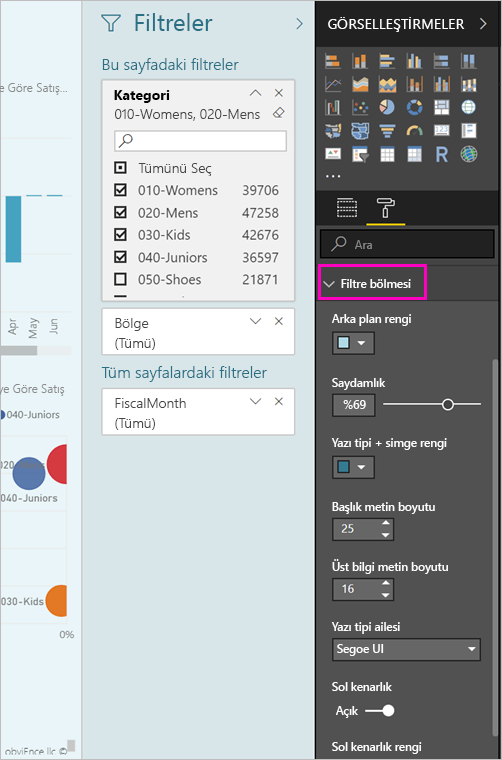 Filtreler
Bu sayfadaki filtreler
Kategori
010-Womens, 020-Mens
Tümünü Seç
010-Womens 39706
020-Mens 47258
030-Kids 42676
040-Juniors 36597
050-Shoes 21871
Bölge
(Tümü)
Tüm sayfalardaki filtreler
FiscalMonth
(Tümü)
GÖRSELLEŞTİRMELER
R
...
Ara
Filtre bölmesi
Arka plan rengi
Saydamlık
%69
Yazı tipi + simge rengi
Başlık metin boyutu
25
Üst bilgi metin boyutu
16
Yazı tipi ailesi
Segoe UI
Sol kenarlık
Açık
Sol kenarlık rengi
e Göre Satış...
Apr
May
Jun
ye Göre Satış
040-Juniors
040-Juniors
030-Kids
0%
obviEnce llc ©